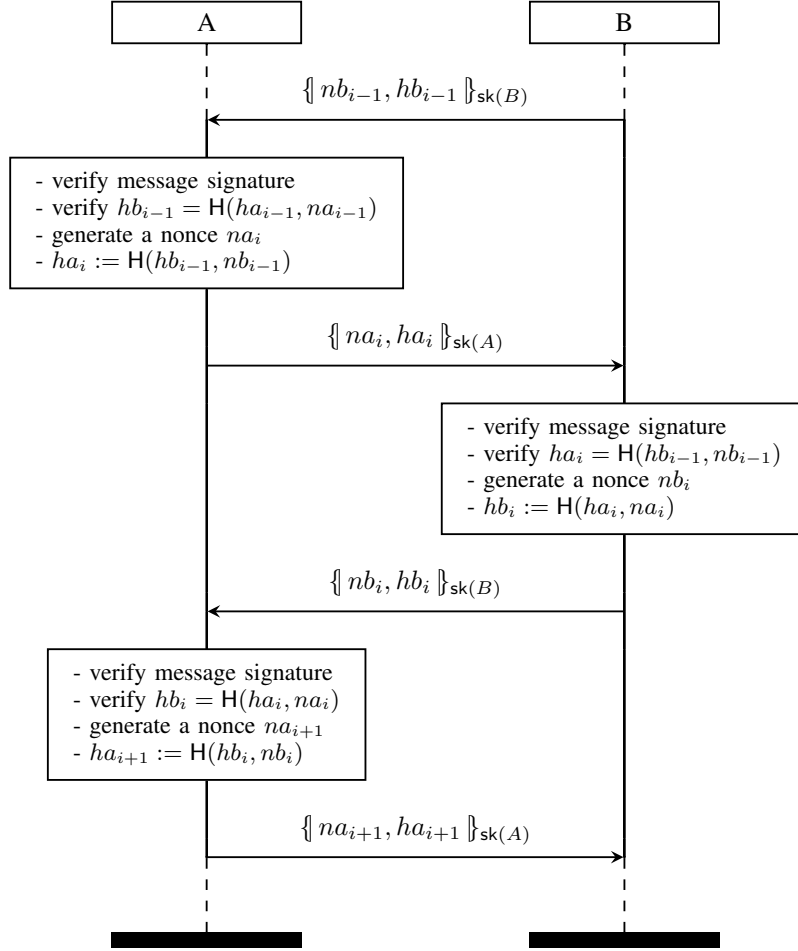 A B
⦃ nb_{i−1}, hb_{i−1} ⦄_{sk(B)}
- verify message signature
- verify hb_{i−1} = H(ha_{i−1}, na_{i−1})
- generate a nonce na_i
- ha_i := H(hb_{i−1}, nb_{i−1})
⦃ na_i, ha_i ⦄_{sk(A)}
- verify message signature
- verify ha_i = H(hb_{i−1}, nb_{i−1})
- generate a nonce nb_i
- hb_i := H(ha_i, na_i)
⦃ nb_i, hb_i ⦄_{sk(B)}
- verify message signature
- verify hb_i = H(ha_i, na_i)
- generate a nonce na_{i+1}
- ha_{i+1} := H(hb_i, nb_i)
⦃ na_{i+1}, ha_{i+1} ⦄_{sk(A)}